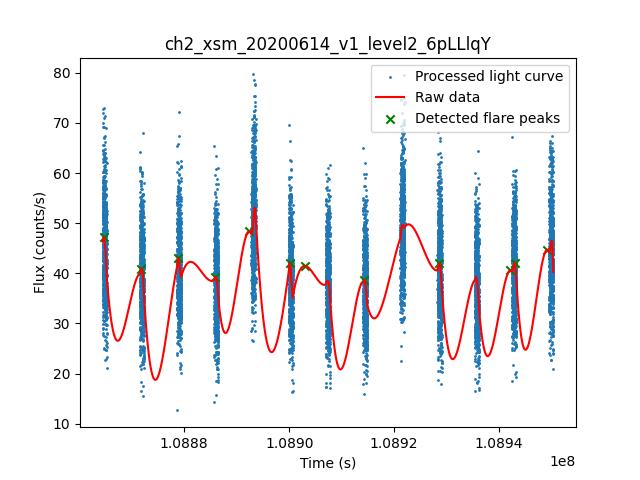 ch2_xsm_20200614_v1_level2_6pLLlqY
Processed light curve
Raw data
Detected flare peaks
Flux (counts/s)
80
70
60
50
40
30
20
10
1.0888
1.0890
1.0892
1.0894
1e8
Time (s)